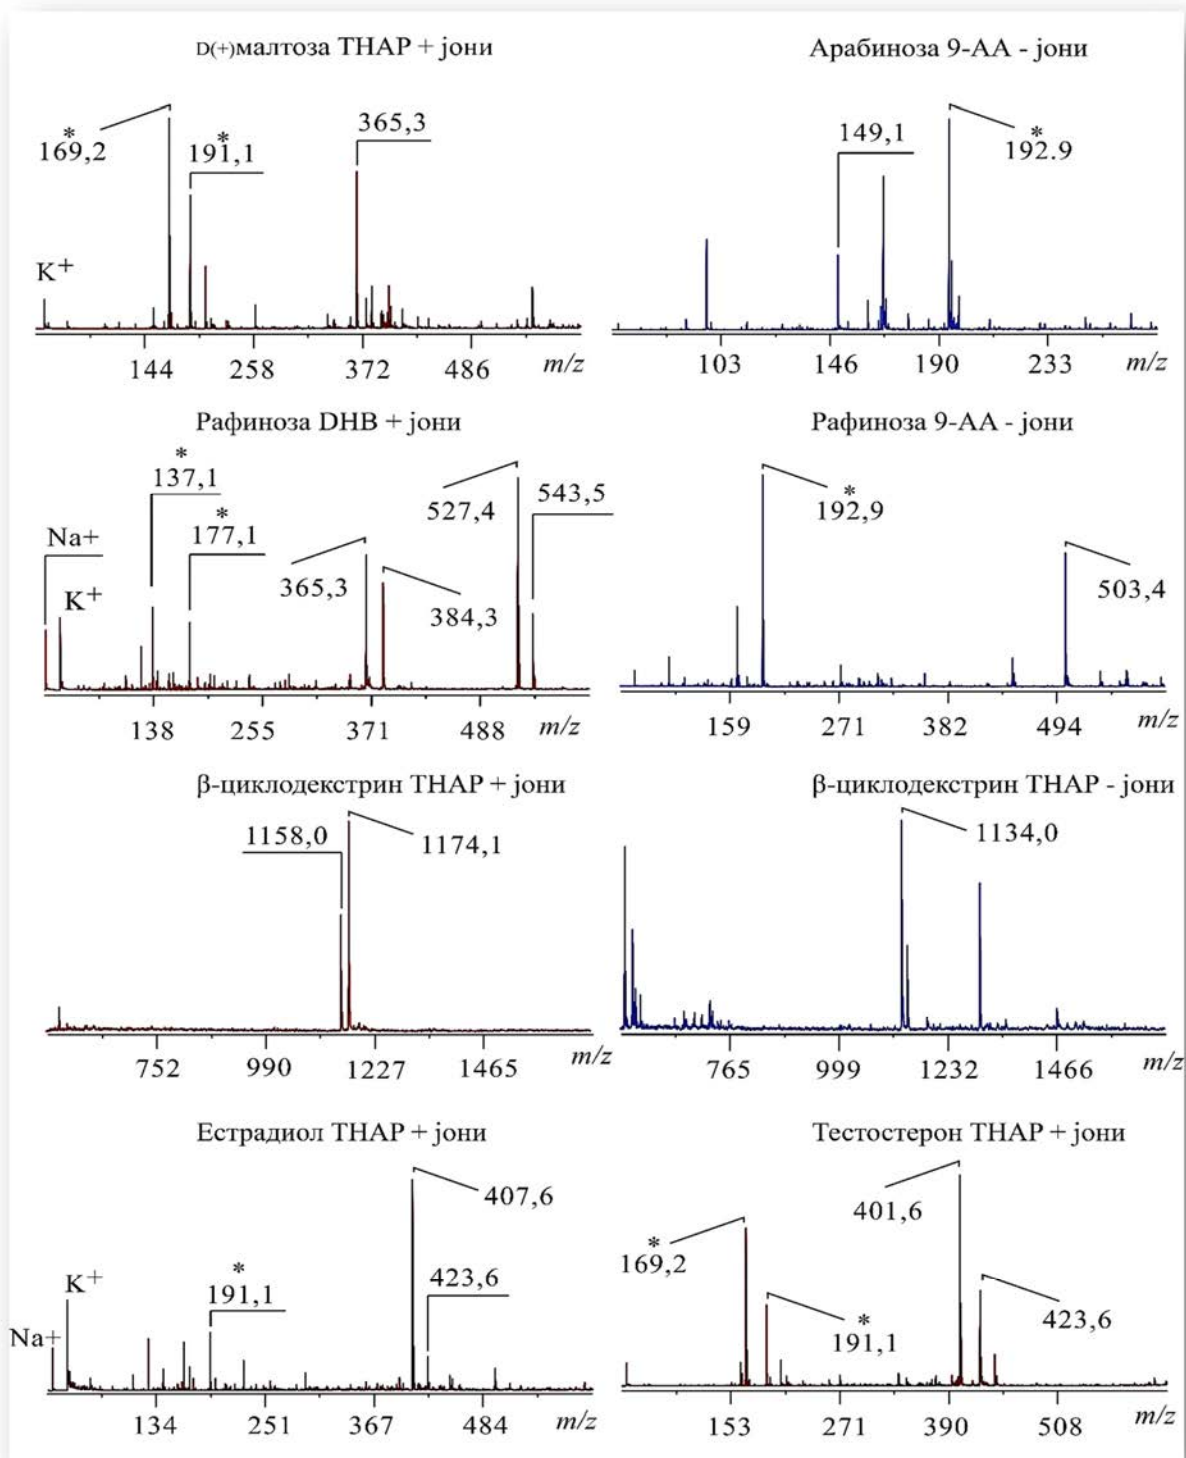 D(+)малтоза THAP + јони
*
169,2
*
191,1
365,3
K+
144 258 372 486 m/z
Арабиноза 9-АА - јони
149,1
*
192.9
103 146 190 233 m/z
Рафиноза DHB + јони
*
137,1
*
177,1
Na+
K+
365,3
384,3
527,4
543,5
138 255 371 488 m/z
Рафиноза 9-АА - јони
*
192,9
503,4
159 271 382 494 m/z
β-циклодекстрин THAP + јони
1158,0
1174,1
752 990 1227 1465 m/z
β-циклодекстрин THAP - јони
1134,0
765 999 1232 1466 m/z
Естрадиол THAP + јони
407,6
423,6
*
191,1
K+
Na+
134 251 367 484 m/z
Тестостерон THAP + јони
401,6
*
169,2
*
191,1
423,6
153 271 390 508 m/z